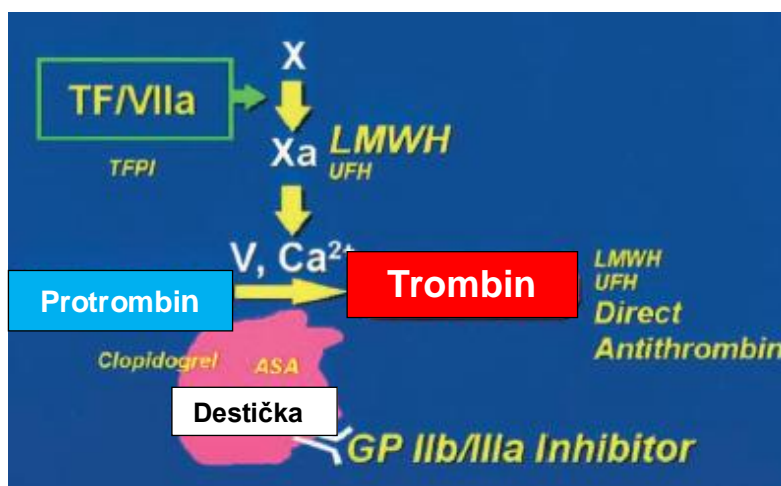 X
TF/VIIa
TFPI
Xa LMWH
UFH
V, Ca2+
Protrombin
Trombin
LMWH
UFH
Direct
Antithrombin
Clopidogrel ASA
Destička
GP IIb/IIIa Inhibitor